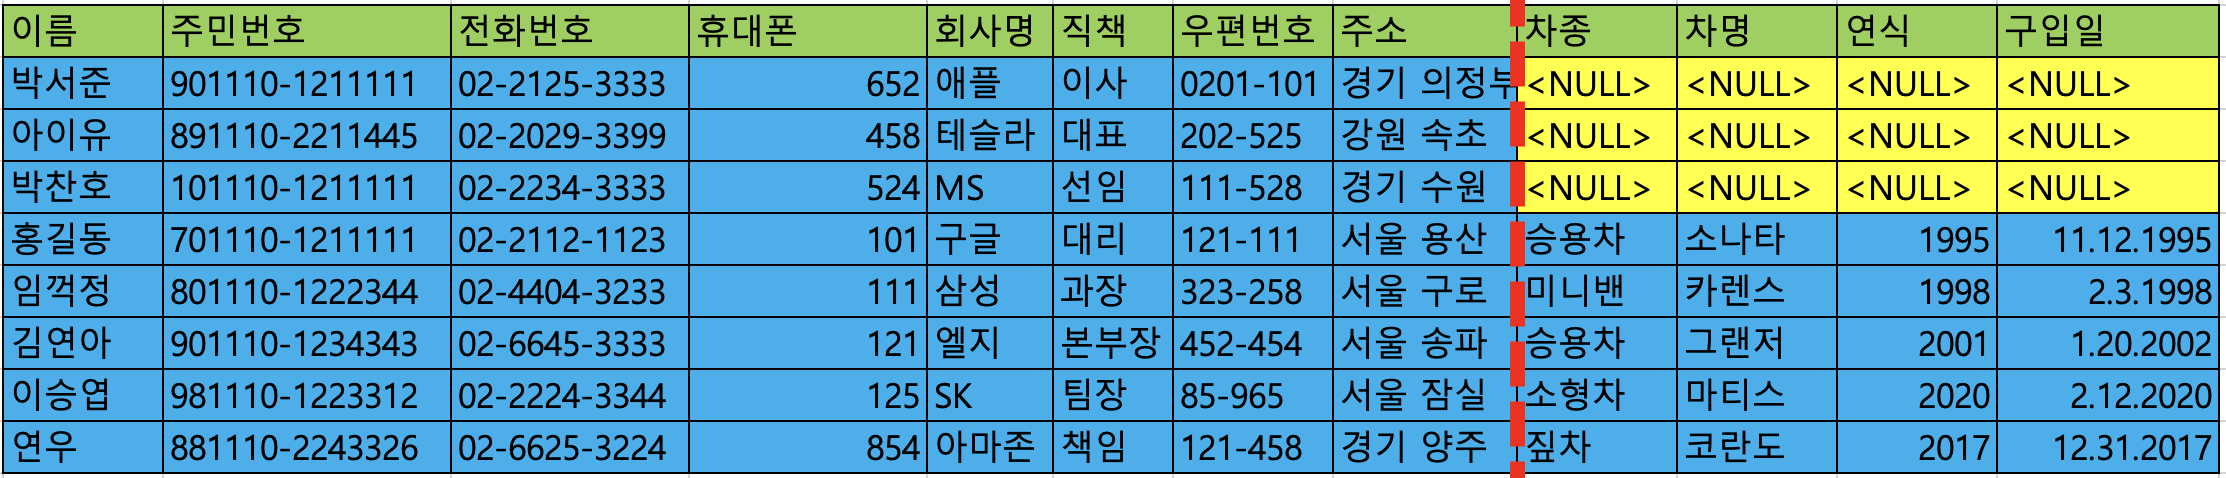 이름 주민번호 전화번호 휴대폰 회사명 직책 우편번호 주소 차종 차명 연식 구입일
박서준 901110-1211111 02-2125-3333 652 애플 이사 0201-101 경기 의정부 <NULL> <NULL> <NULL> <NULL>
아이유 891110-2211445 02-2029-3399 458 테슬라 대표 202-525 강원 속초 <NULL> <NULL> <NULL> <NULL>
박찬호 101110-1211111 02-2234-3333 524 MS 선임 111-528 경기 수원 <NULL> <NULL> <NULL> <NULL>
홍길동 701110-1211111 02-2112-1123 101 구글 대리 121-111 서울 용산 승용차 소나타 1995 11.12.1995
임꺽정 801110-1222344 02-4404-3233 111 삼성 과장 323-258 서울 구로 미니밴 카렌스 1998 2.3.1998
김연아 901110-1234343 02-6645-3333 121 엘지 본부장 452-454 서울 송파 승용차 그랜저 2001 1.20.2002
이승엽 981110-1223312 02-2224-3344 125 SK 팀장 85-965 서울 잠실 소형차 마티스 2020 2.12.2020
연우 881110-2243326 02-6625-3224 854 아마존 책임 121-458 경기 양주 짚차 코란도 2017 12.31.2017